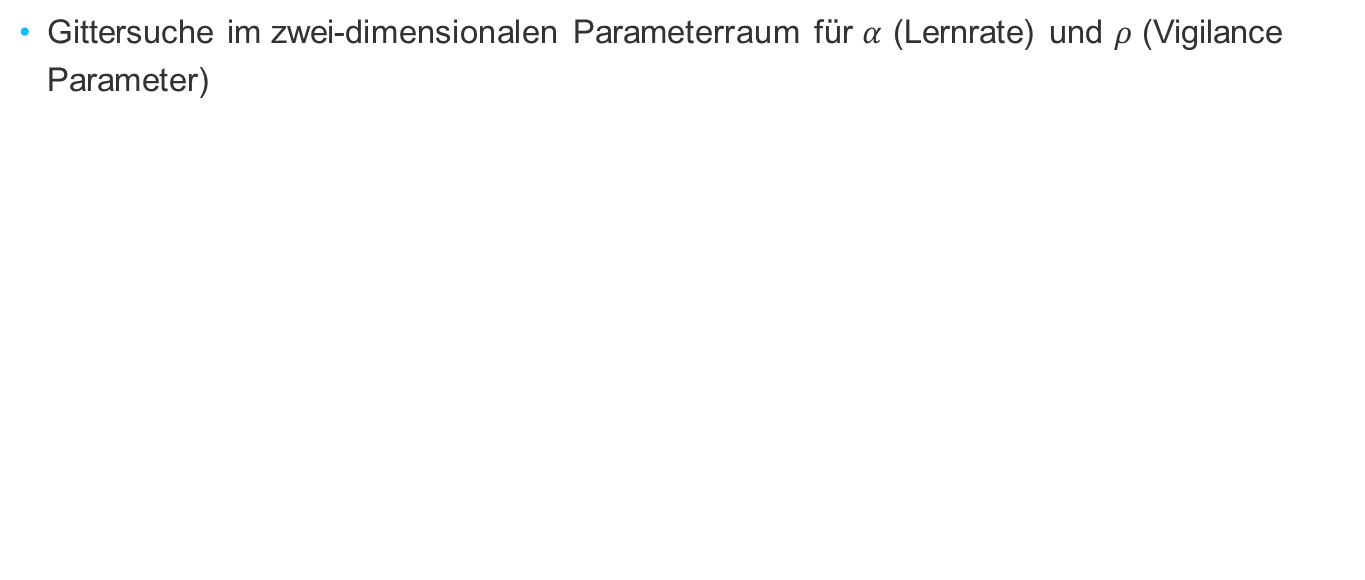 • Gittersuche im zwei-dimensionalen Parameterraum für α (Lernrate) und ρ (Vigilance
Parameter)